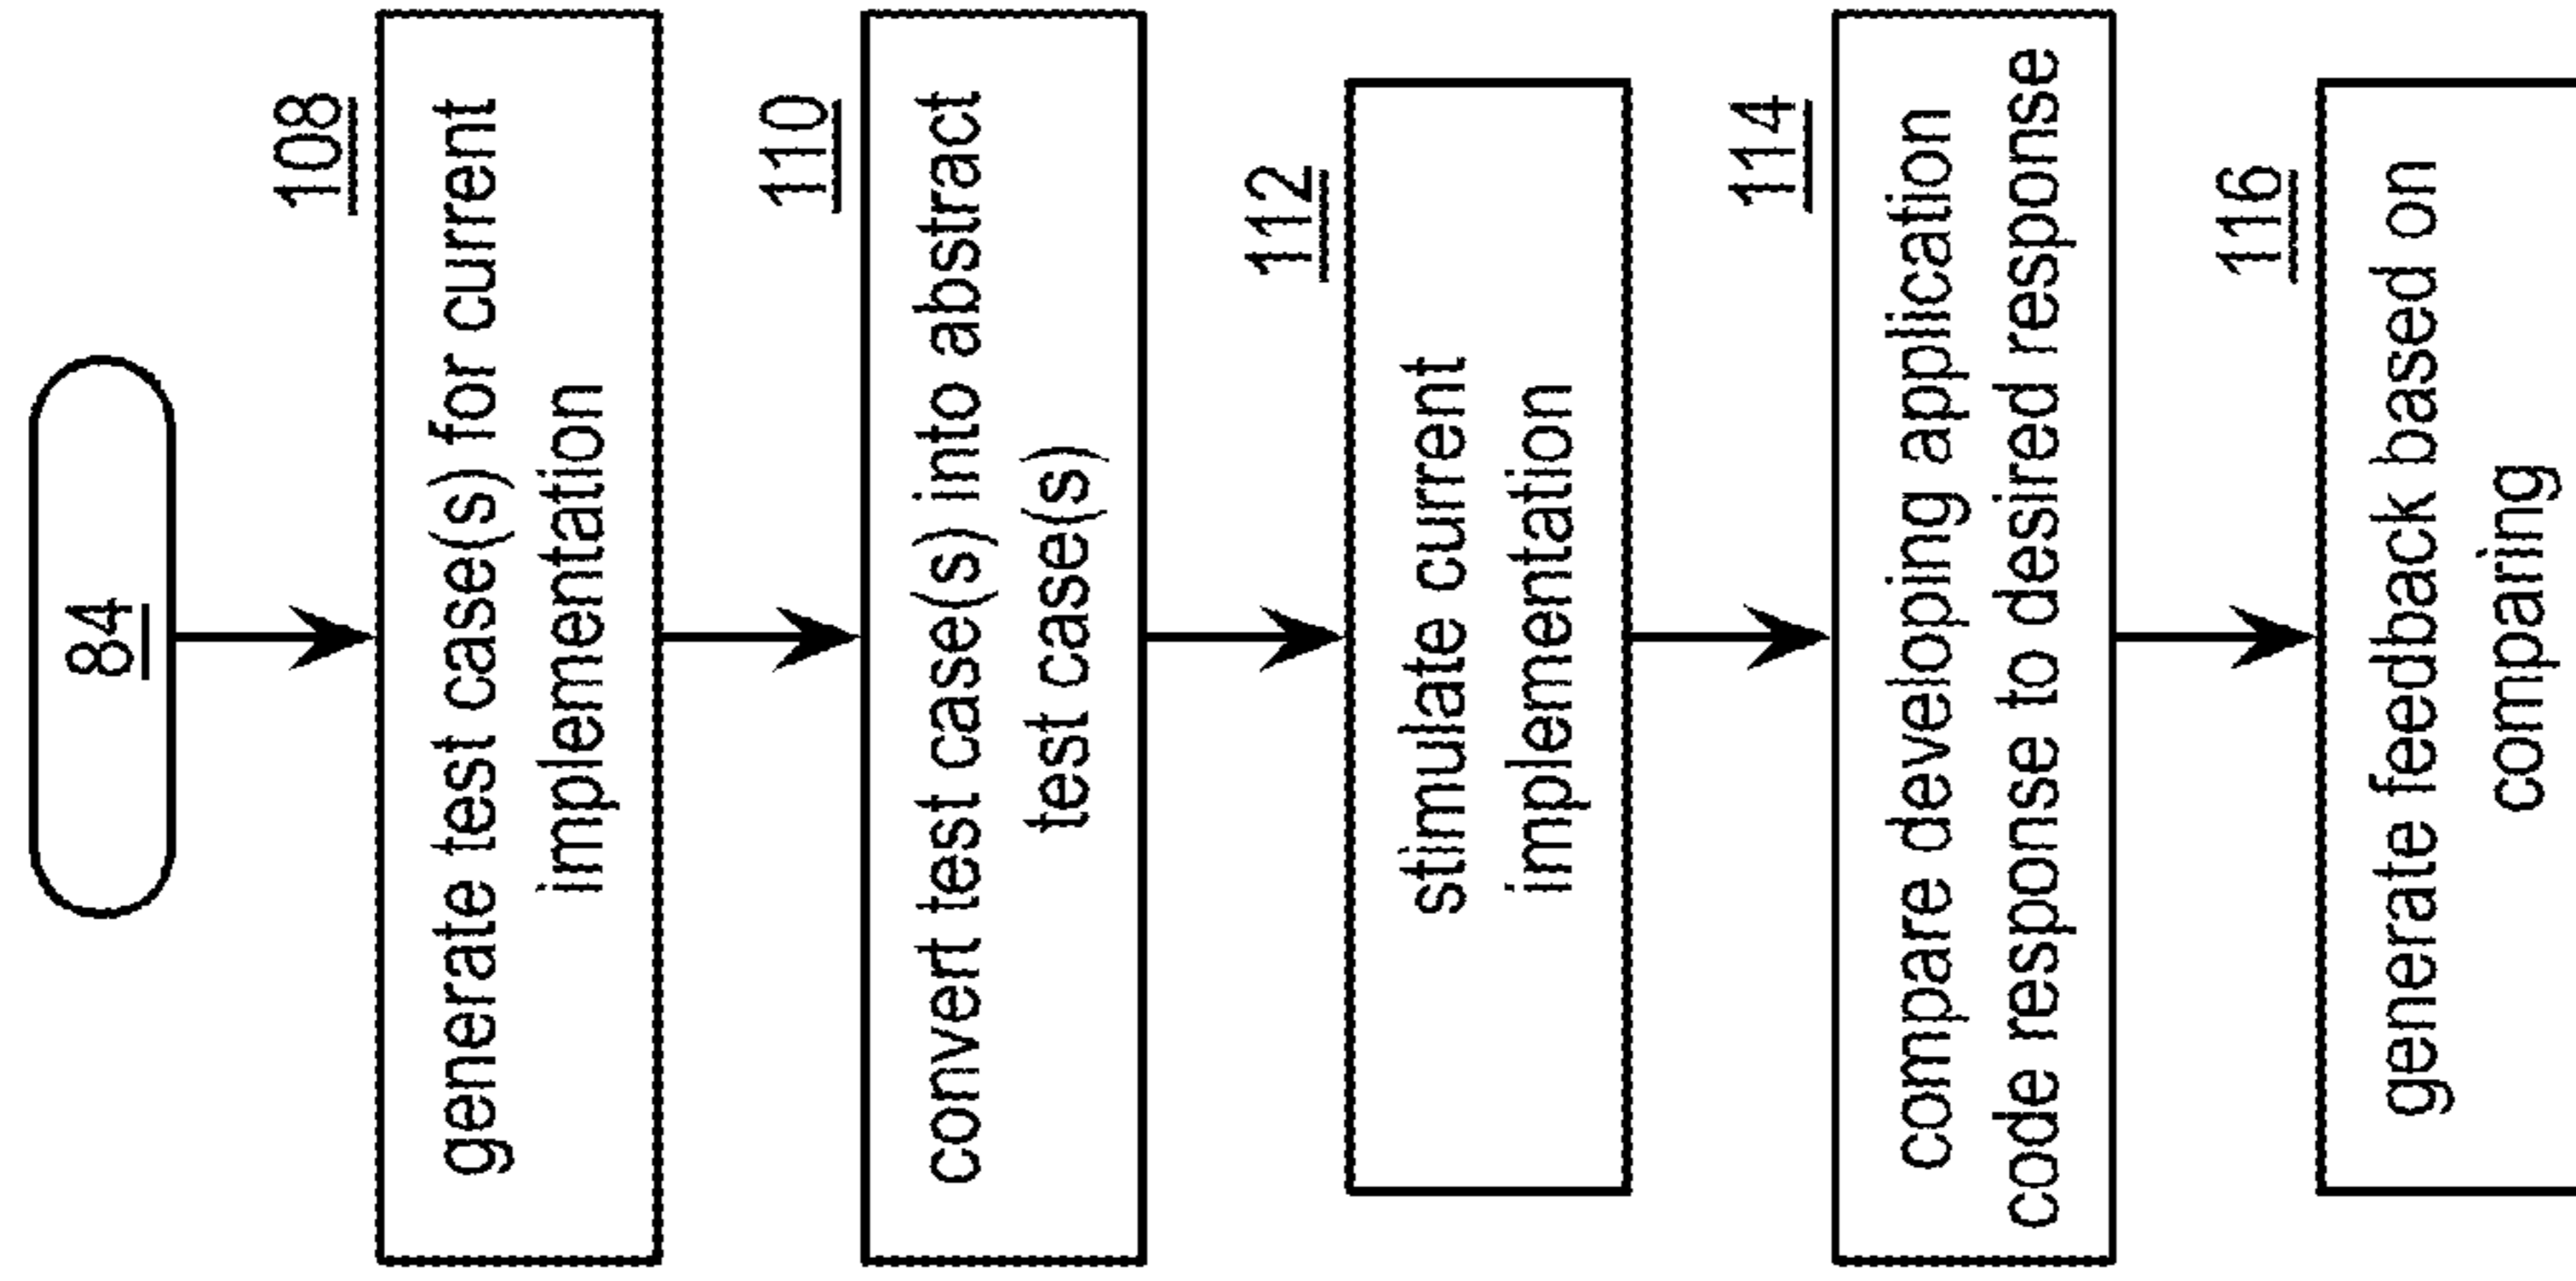 84
108
generate test case(s) for current
implementation
110
convert test case(s) into abstract
test case(s)
112
stimulate current
implementation
114
compare developing application
code response to desired response
116
generate feedback based on
comparing